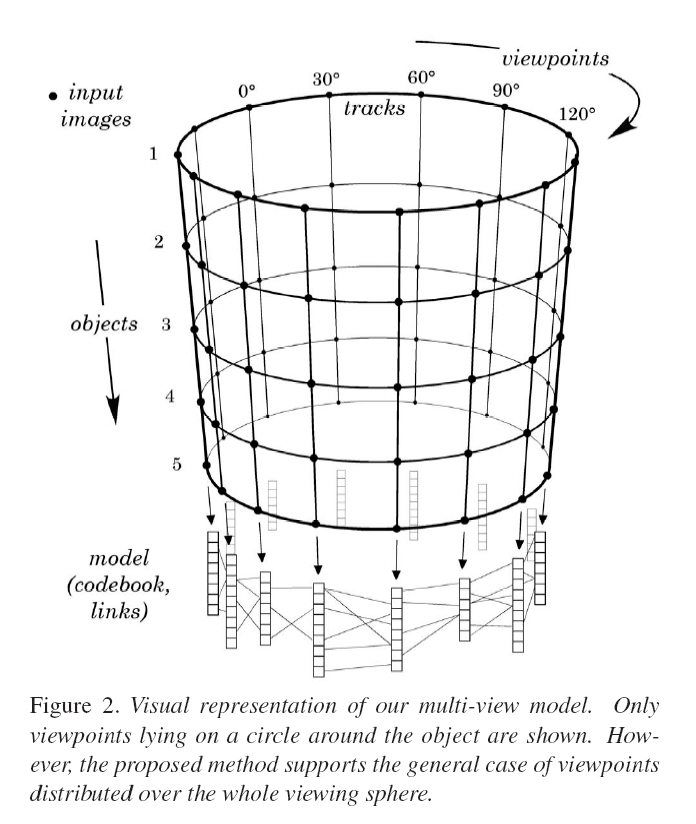 viewpoints
input
images
0°
30°
60°
90°
120°
tracks
1
2
objects
3
4
5
model
(codebook,
links)
Figure 2. Visual representation of our multi-view model. Only
viewpoints lying on a circle around the object are shown. How-
ever, the proposed method supports the general case of viewpoints
distributed over the whole viewing sphere.